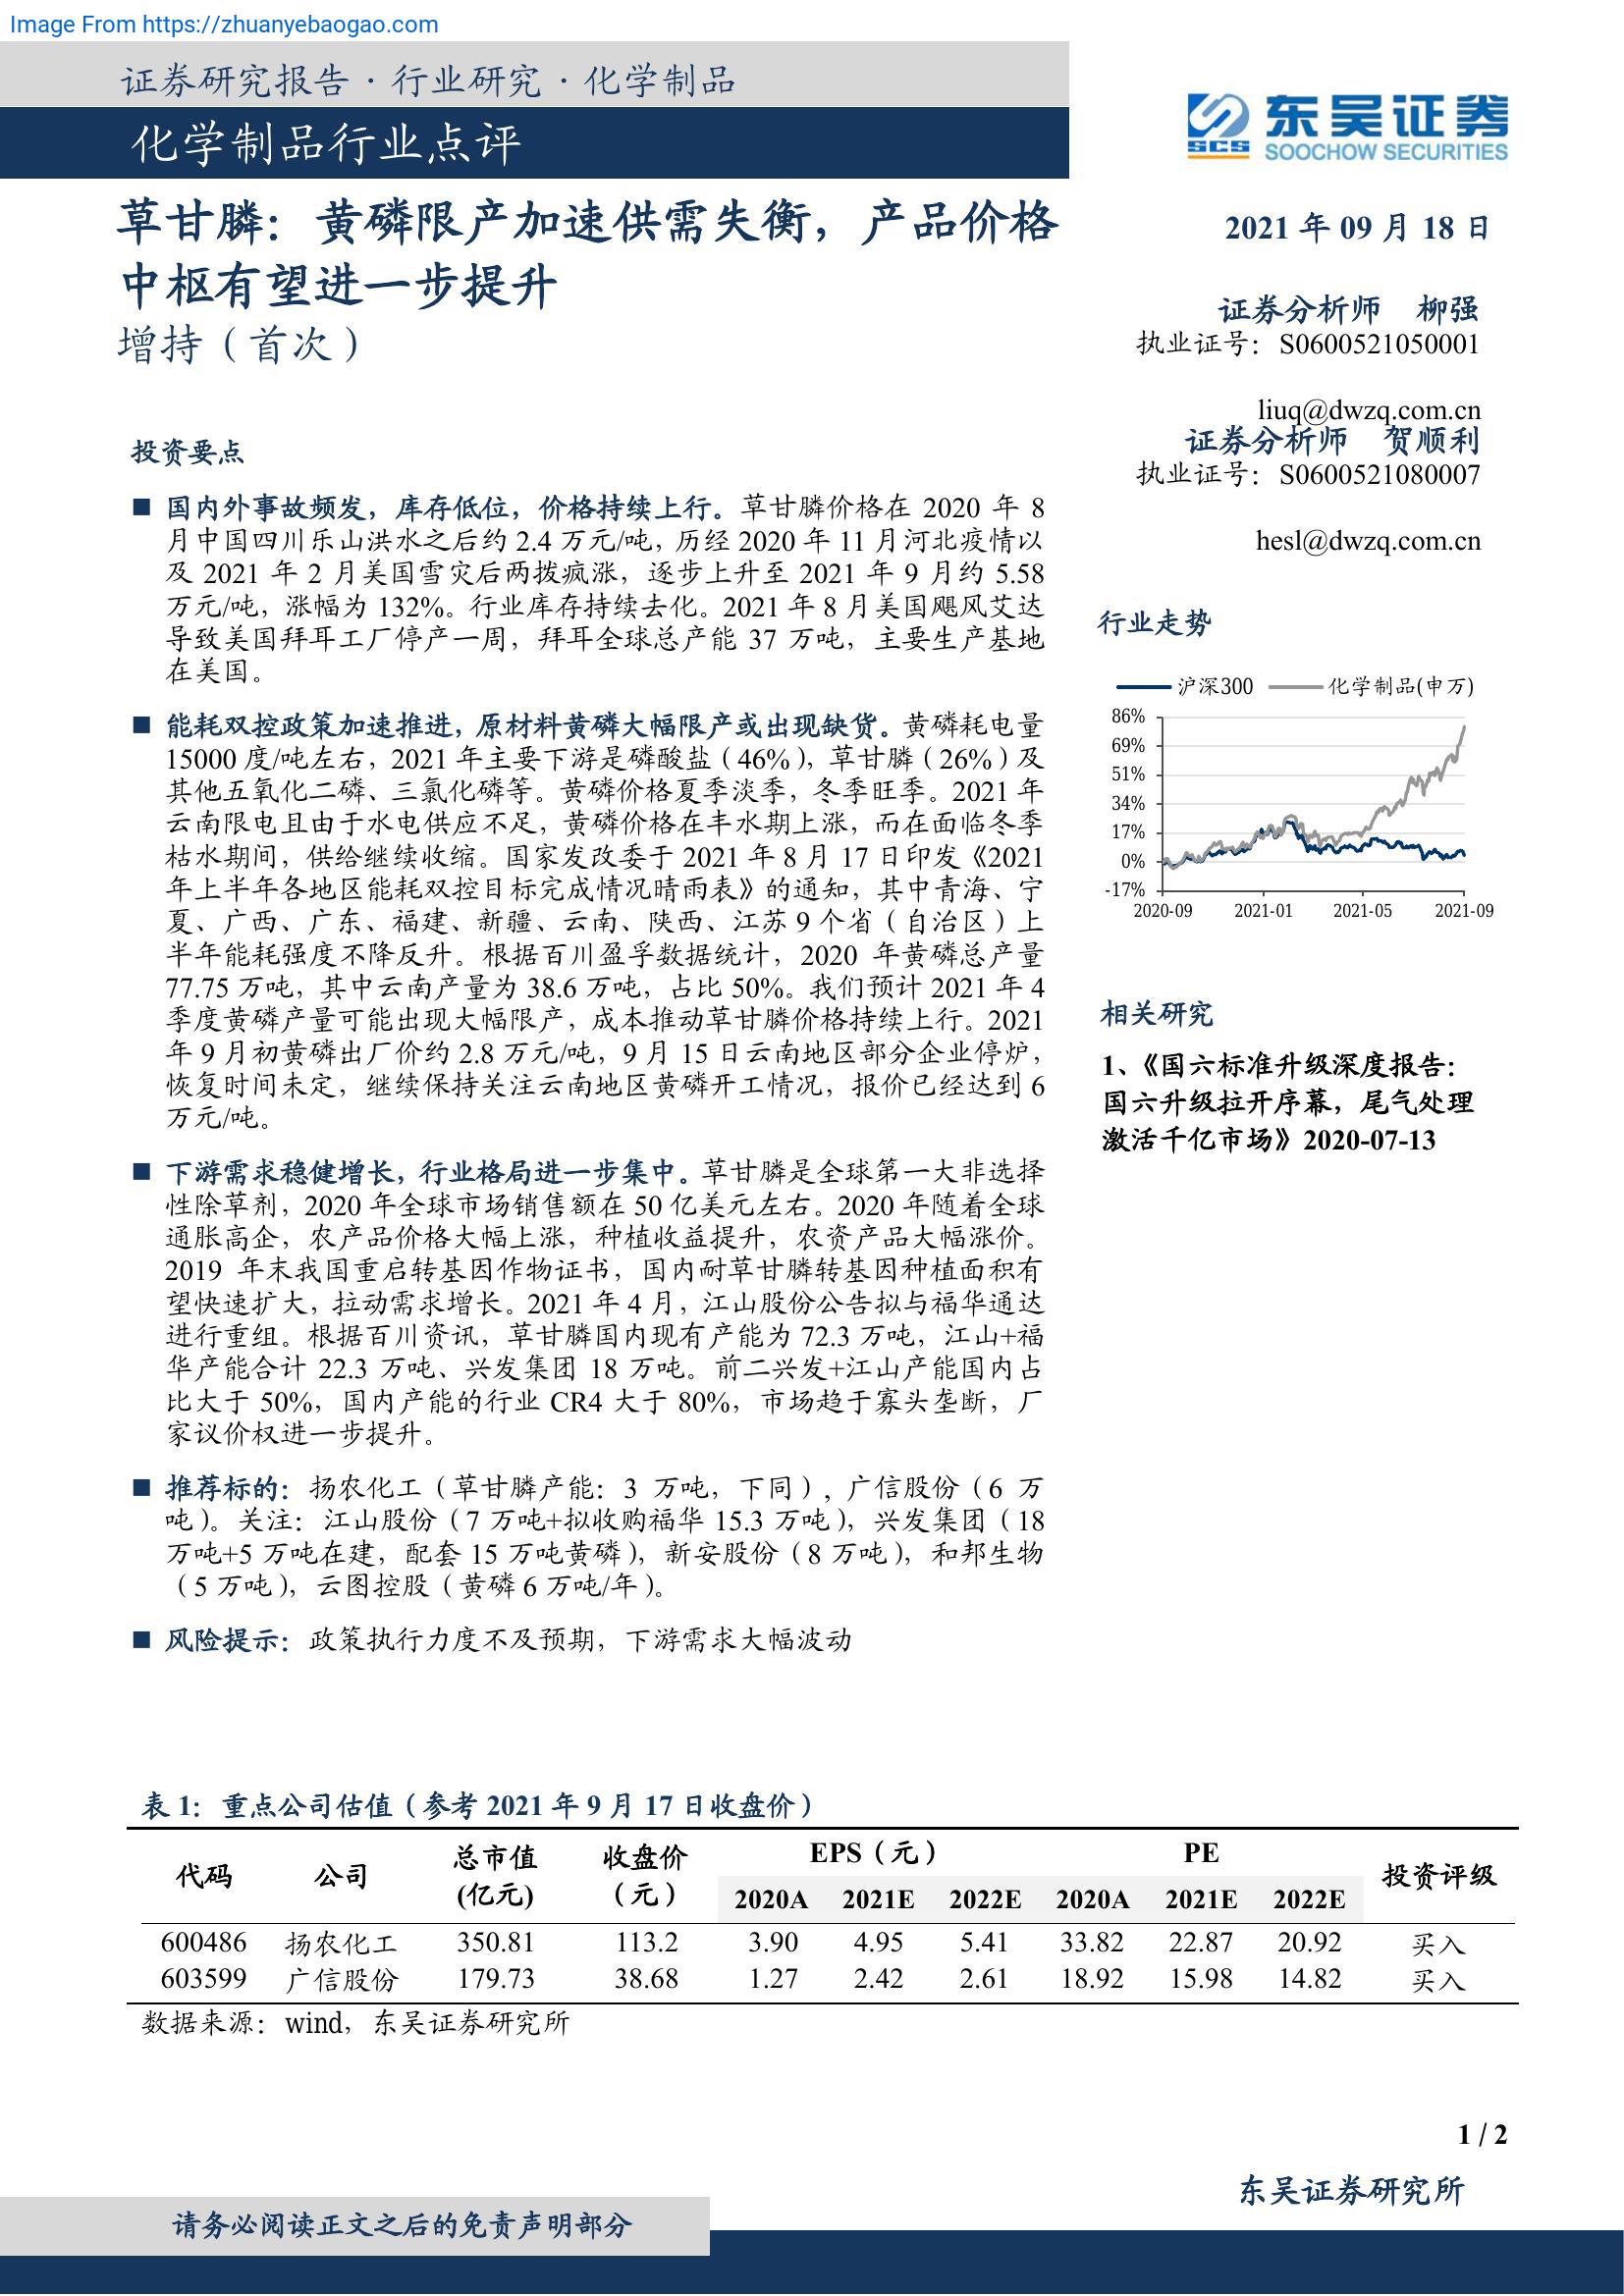 Image From https://zhuanyebaogao.com
证券研究报告·行业研究·化学制品
化学制品行业点评
SCS
东吴证券
SOOCHOW SECURITIES
草甘膦：黄磷限产加速供需失衡，产品价格
中枢有望进一步提升
增持（首次）
2021 年 09 月 18 日
证券分析师 柳强
执业证号：S0600521050001
liuq@dwzq.com.cn
证券分析师 贺顺利
执业证号：S0600521080007
hesl@dwzq.com.cn
投资要点
■ 国内外事故频发，库存低位，价格持续上行。草甘膦价格在 2020 年 8
月中国四川乐山洪水之后约 2.4 万元/吨，历经 2020 年 11 月河北疫情以
及 2021 年 2 月美国雪灾后两拨疯涨，逐步上升至 2021 年 9 月约 5.58
万元/吨，涨幅为 132%。行业库存持续去化。2021 年 8 月美国飓风艾达
导致美国拜耳工厂停产一周，拜耳全球总产能 37 万吨，主要生产基地
在美国。
■ 能耗双控政策加速推进，原材料黄磷大幅限产或出现缺货。黄磷耗电量
15000 度/吨左右，2021 年主要下游是磷酸盐（46%），草甘膦（26%）及
其他五氧化二磷、三氯化磷等。黄磷价格夏季淡季，冬季旺季。2021 年
云南限电且由于水电供应不足，黄磷价格在丰水期上涨，而在面临冬季
枯水期间，供给继续收缩。国家发改委于 2021 年 8 月 17 日印发《2021
年上半年各地区能耗双控目标完成情况晴雨表》的通知，其中青海、宁
夏、广西、广东、福建、新疆、云南、陕西、江苏 9 个省（自治区）上
半年能耗强度不降反升。根据百川盈孚数据统计，2020 年黄磷总产量
77.75 万吨，其中云南产量为 38.6 万吨，占比 50%。我们预计 2021 年 4
季度黄磷产量可能出现大幅限产，成本推动草甘膦价格持续上行。2021
年 9 月初黄磷出厂价约 2.8 万元/吨，9 月 15 日云南地区部分企业停炉，
恢复时间未定，继续保持关注云南地区黄磷开工情况，报价已经达到 6
万元/吨。
■ 下游需求稳健增长，行业格局进一步集中。草甘膦是全球第一大非选择
性除草剂，2020 年全球市场销售额在 50 亿美元左右。2020 年随着全球
通胀高企，农产品价格大幅上涨，种植收益提升，农资产品大幅涨价。
2019 年末我国重启转基因作物证书，国内耐草甘膦转基因种植面积有
望快速扩大，拉动需求增长。2021 年 4 月，江山股份公告拟与福华通达
进行重组。根据百川资讯，草甘膦国内现有产能为 72.3 万吨，江山+福
华产能合计 22.3 万吨、兴发集团 18 万吨。前二兴发+江山产能国内占
比大于 50%，国内产能的行业 CR4 大于 80%，市场趋于寡头垄断，厂
家议价权进一步提升。
■ 推荐标的：扬农化工（草甘膦产能：3 万吨，下同），广信股份（6 万
吨）。关注：江山股份（7 万吨+拟收购福华 15.3 万吨），兴发集团（18
万吨+5 万吨在建，配套 15 万吨黄磷），新安股份（8 万吨），和邦生物
（5 万吨），云图控股（黄磷 6 万吨/年）。
■ 风险提示：政策执行力度不及预期，下游需求大幅波动
行业走势
沪深300 化学制品(申万)
86%
69%
51%
34%
17%
0%
-17%
2020-09 2021-01 2021-05 2021-09
相关研究
1、《国六标准升级深度报告：
国六升级拉开序幕，尾气处理
激活千亿市场》2020-07-13
表 1：重点公司估值（参考 2021 年 9 月 17 日收盘价）
代码 公司 总市值(亿元) 收盘价（元） EPS（元） PE 投资评级
2020A 2021E 2022E 2020A 2021E 2022E
600486 扬农化工 350.81 113.2 3.90 4.95 5.41 33.82 22.87 20.92 买入
603599 广信股份 179.73 38.68 1.27 2.42 2.61 18.92 15.98 14.82 买入
数据来源：wind，东吴证券研究所
1 / 2
东吴证券研究所
请务必阅读正文之后的免责声明部分